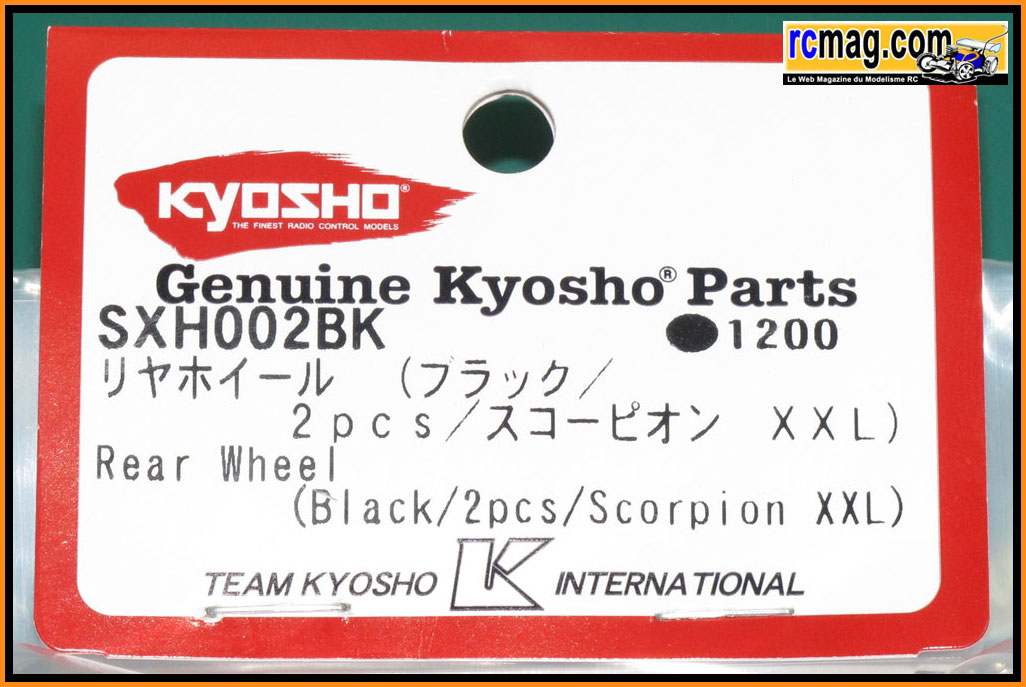 rcmag.com
Le Web Magazine du Modelisme RC
KYOSHO®
THE FINEST RADIO CONTROL MODELS
Genuine Kyosho® Parts
SXH002BK ●1200
リヤホイール （ブラック/
2pcs/スコーピオン XXL）
Rear Wheel
(Black/2pcs/Scorpion XXL)
TEAM KYOSHO K INTERNATIONAL